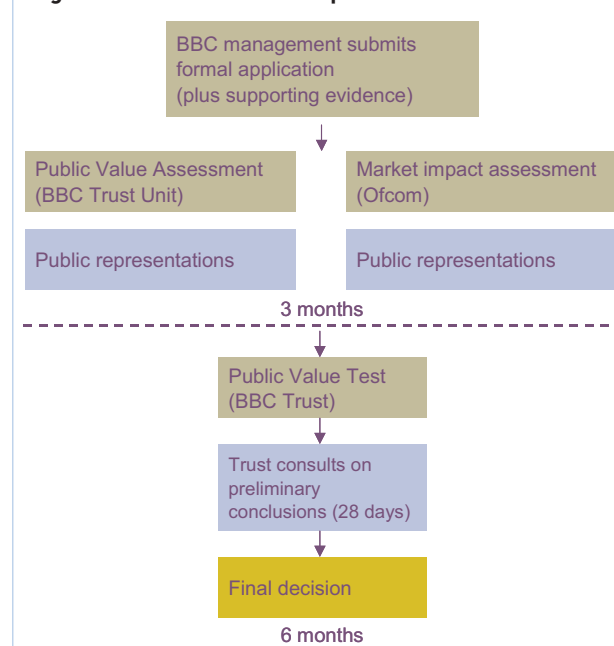 BBC management submits
formal application
(plus supporting evidence)
Public Value Assessment
(BBC Trust Unit)
Market impact assessment
(Ofcom)
Public representations
Public representations
3 months
Public Value Test
(BBC Trust)
Trust consults on
preliminary
conclusions (28 days)
Final decision
6 months